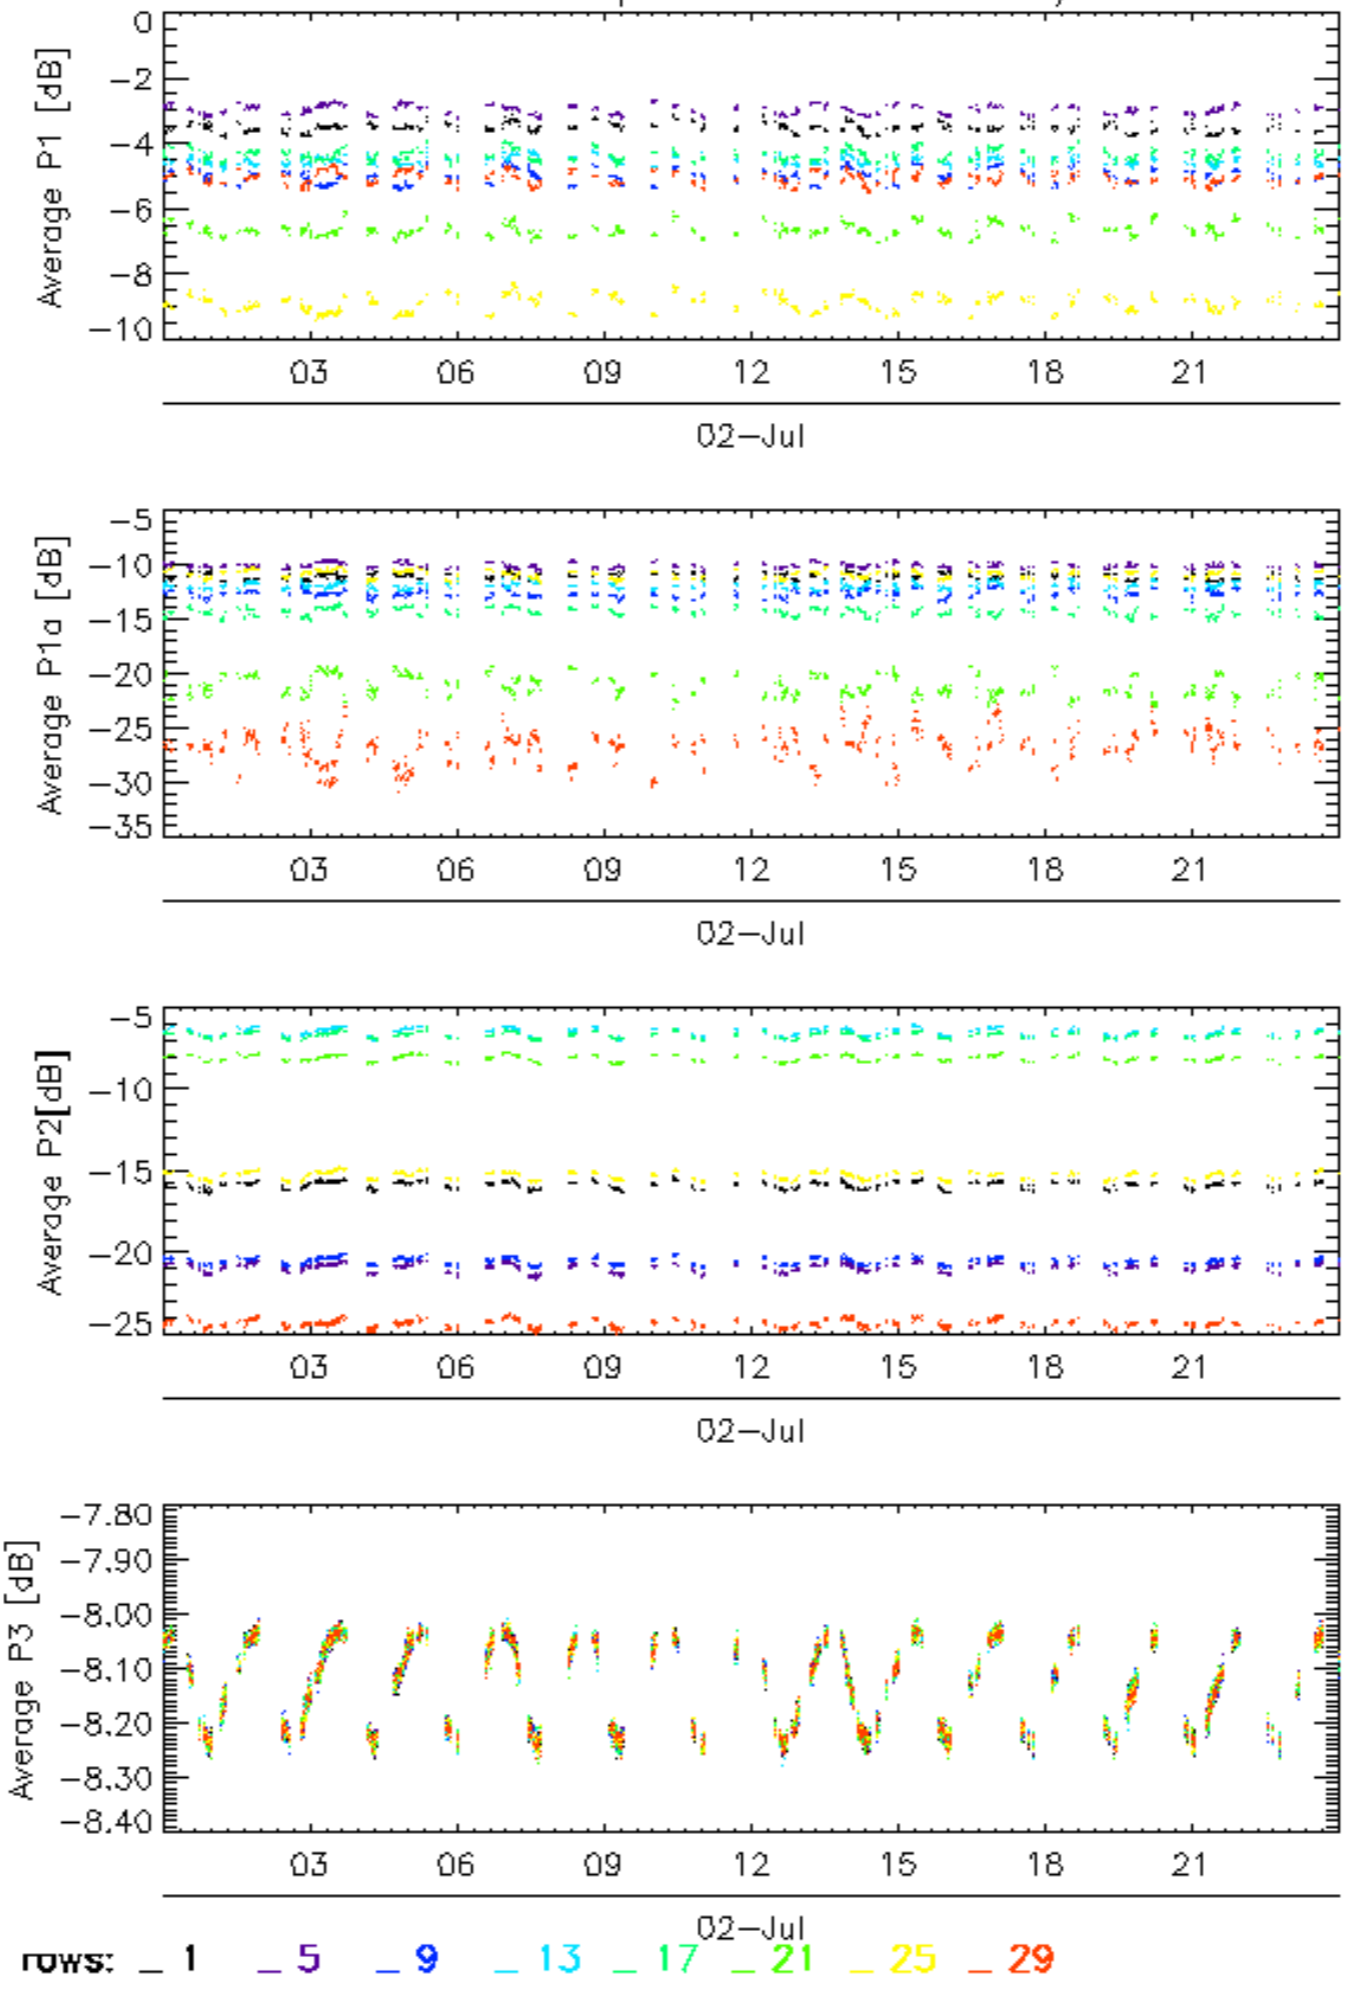 Average P1 [dB]
0
−2
−4
−6
−8
−10
03 06 09 12 15 18 21
02−Jul
Average P1a [dB]
−5
−10
−15
−20
−25
−30
−35
03 06 09 12 15 18 21
02−Jul
Average P2[dB]
−5
−10
−15
−20
−25
03 06 09 12 15 18 21
02−Jul
Average P3 [dB]
−7.80
−7.90
−8.00
−8.10
−8.20
−8.30
−8.40
03 06 09 12 15 18 21
02−Jul
rows: _ 1 _ 5 _ 9 _ 13 _ 17 _ 21 _ 25 _ 29